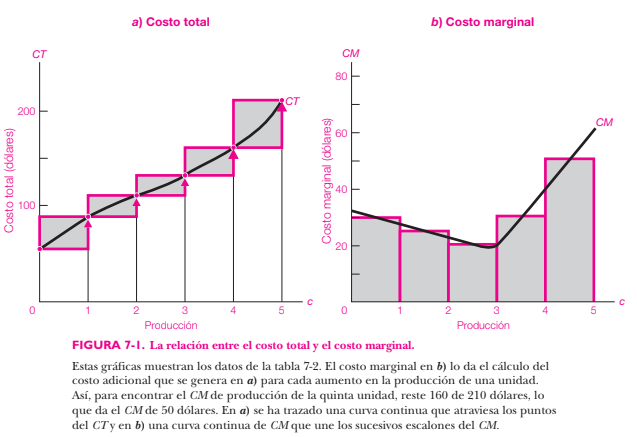 a) Costo total
b) Costo marginal
CT
200
100
Costo total (dólares)
CT
0
1
2
3
4
5
c
Producción
CM
80
60
40
20
0
Costo marginal (dólares)
CM
1
2
3
4
5
c
Producción
FIGURA 7-1. La relación entre el costo total y el costo marginal.
Estas gráficas muestran los datos de la tabla 7-2. El costo marginal en b) lo da el cálculo del
costo adicional que se genera en a) para cada aumento en la producción de una unidad.
Así, para encontrar el CM de producción de la quinta unidad, reste 160 de 210 dólares, lo
que da el CM de 50 dólares. En a) se ha trazado una curva continua que atraviesa los puntos
del CT y en b) una curva continua de CM que une los sucesivos escalones del CM.